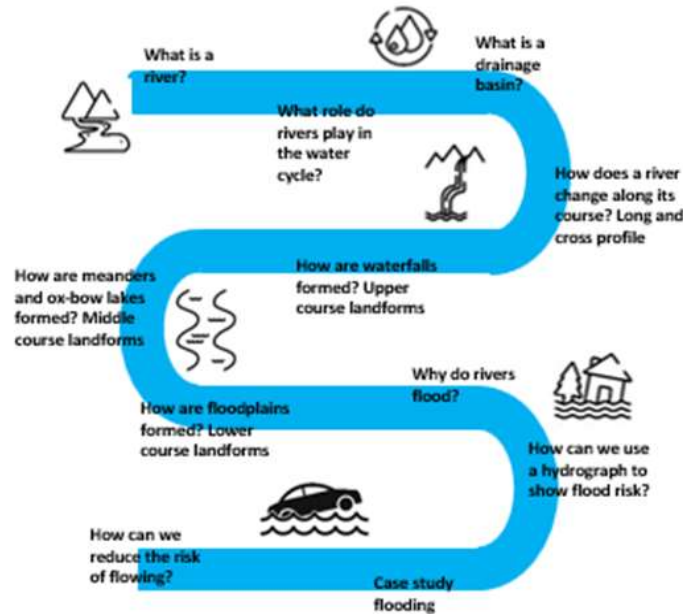 What is a
river?
What role do
rivers play in
the water
cycle?
What is a
drainage
basin?
How does a river
change along its
course? Long and
cross profile
How are waterfalls
formed? Upper
course landforms
How are meanders
and ox-bow lakes
formed? Middle
course landforms
How are floodplains
formed? Lower
course landforms
Why do rivers
flood?
How can we use
a hydrograph to
show flood risk?
Case study
flooding
How can we
reduce the risk
of flowing?